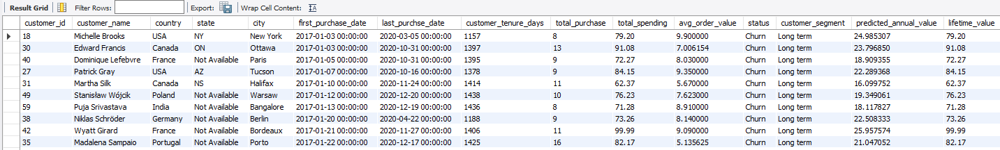 Result Grid Filter Rows: Export: Wrap Cell Content:
customer_id customer_name country state city first_purchase_date last_purchse_date customer_tenure_days total_purchase total_spending avg_order_value status customer_segment predicted_annual_value lifetime_value
18 Michelle Brooks USA NY New York 2017-01-03 00:00:00 2020-03-05 00:00:00 1157 8 79.20 9.900000 Churn Long term 24.985307 79.20
30 Edward Francis Canada ON Ottawa 2017-01-03 00:00:00 2020-10-31 00:00:00 1397 13 91.08 7.006154 Churn Long term 23.796850 91.08
40 Dominique Lefebvre France Not Available Paris 2017-01-05 00:00:00 2020-10-31 00:00:00 1395 9 72.27 8.030000 Churn Long term 18.909355 72.27
27 Patrick Gray USA AZ Tucson 2017-01-07 00:00:00 2020-10-16 00:00:00 1378 9 84.15 9.350000 Churn Long term 22.289368 84.15
31 Martha Silk Canada NS Halifax 2017-01-10 00:00:00 2020-11-24 00:00:00 1414 11 62.37 5.670000 Churn Long term 16.099752 62.37
49 Stanisław Wójcik Poland Not Available Warsaw 2017-01-12 00:00:00 2020-12-20 00:00:00 1438 10 76.23 7.623000 Churn Long term 19.349061 76.23
59 Puja Srivastava India Not Available Bangalore 2017-01-13 00:00:00 2020-12-19 00:00:00 1436 8 71.28 8.910000 Churn Long term 18.117827 71.28
38 Niklas Schröder Germany Not Available Berlin 2017-01-20 00:00:00 2020-04-22 00:00:00 1188 9 73.26 8.140000 Churn Long term 22.508333 73.26
42 Wyatt Girard France Not Available Bordeaux 2017-01-21 00:00:00 2020-11-27 00:00:00 1406 11 99.99 9.090000 Churn Long term 25.957574 99.99
35 Madalena Sampaio Portugal Not Available Porto 2017-01-22 00:00:00 2020-12-17 00:00:00 1425 16 82.17 5.135625 Churn Long term 21.047052 82.17